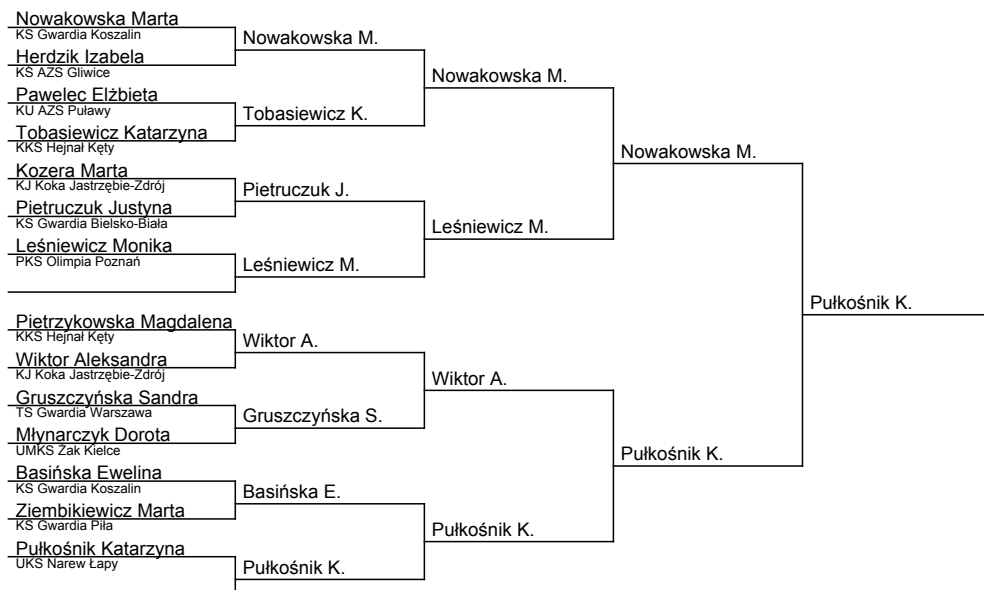 Nowakowska Marta
KS Gwardia Koszalin
Herdzik Izabela
KS AZS Gliwice
Pawelec Elżbieta
KU AZS Puławy
Tobasiewicz Katarzyna
KKS Hejnał Kęty
Kozera Marta
KJ Koka Jastrzębie-Zdrój
Pietruczuk Justyna
KS Gwardia Bielsko-Biała
Leśniewicz Monika
PKS Olimpia Poznań
Pietrzykowska Magdalena
KKS Hejnał Kęty
Wiktor Aleksandra
KJ Koka Jastrzębie-Zdrój
Gruszczyńska Sandra
TS Gwardia Warszawa
Młynarczyk Dorota
UMKS Żak Kielce
Basińska Ewelina
KS Gwardia Koszalin
Ziembikiewicz Marta
KS Gwardia Piła
Pułkośnik Katarzyna
UKS Narew Łapy
Nowakowska M.
Tobasiewicz K.
Pietruczuk J.
Leśniewicz M.
Wiktor A.
Gruszczyńska S.
Basińska E.
Pułkośnik K.
Nowakowska M.
Leśniewicz M.
Wiktor A.
Pułkośnik K.
Nowakowska M.
Pułkośnik K.
Pułkośnik K.